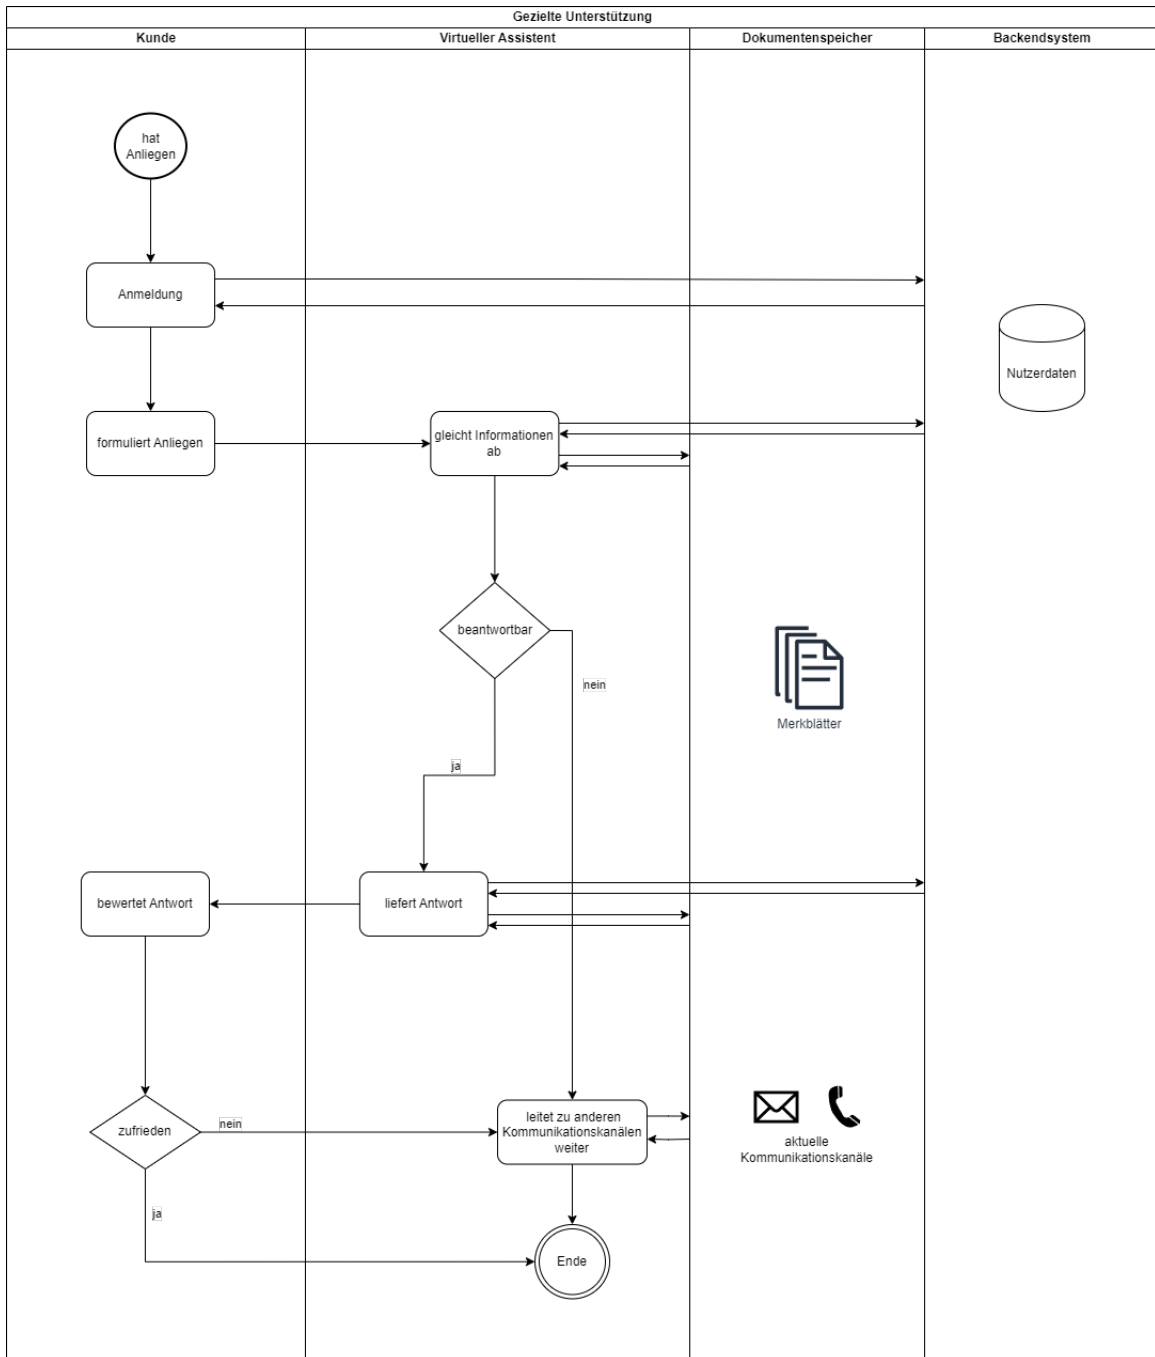 Gezielte Unterstützung
Kunde
Virtueller Assistent
Dokumentenspeicher
Backendsystem
hat
Anliegen
Anmeldung
Nutzerdaten
formuliert Anliegen
gleicht Informationen
ab
beantwortbar
nein
Merkblätter
ja
bewertet Antwort
liefert Antwort
zufrieden
nein
leitet zu anderen
Kommunikationskanälen
weiter
aktuelle
Kommunikationskanäle
ja
Ende